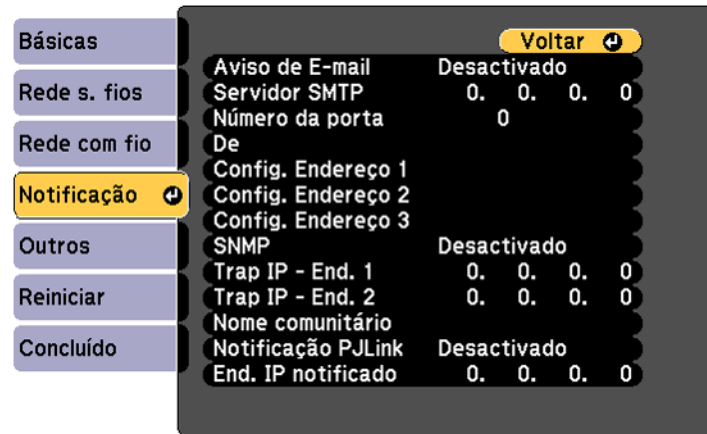 Básicas
Rede s. fios
Rede com fio
Notificação
Outros
Reiniciar
Concluído
Voltar
Aviso de E-mail Desactivado
Servidor SMTP 0. 0. 0. 0
Número da porta 0
De
Config. Endereço 1
Config. Endereço 2
Config. Endereço 3
SNMP Desactivado
Trap IP - End. 1 0. 0. 0. 0
Trap IP - End. 2 0. 0. 0. 0
Nome comunitário
Notificação PJLink Desactivado
End. IP notificado 0. 0. 0. 0